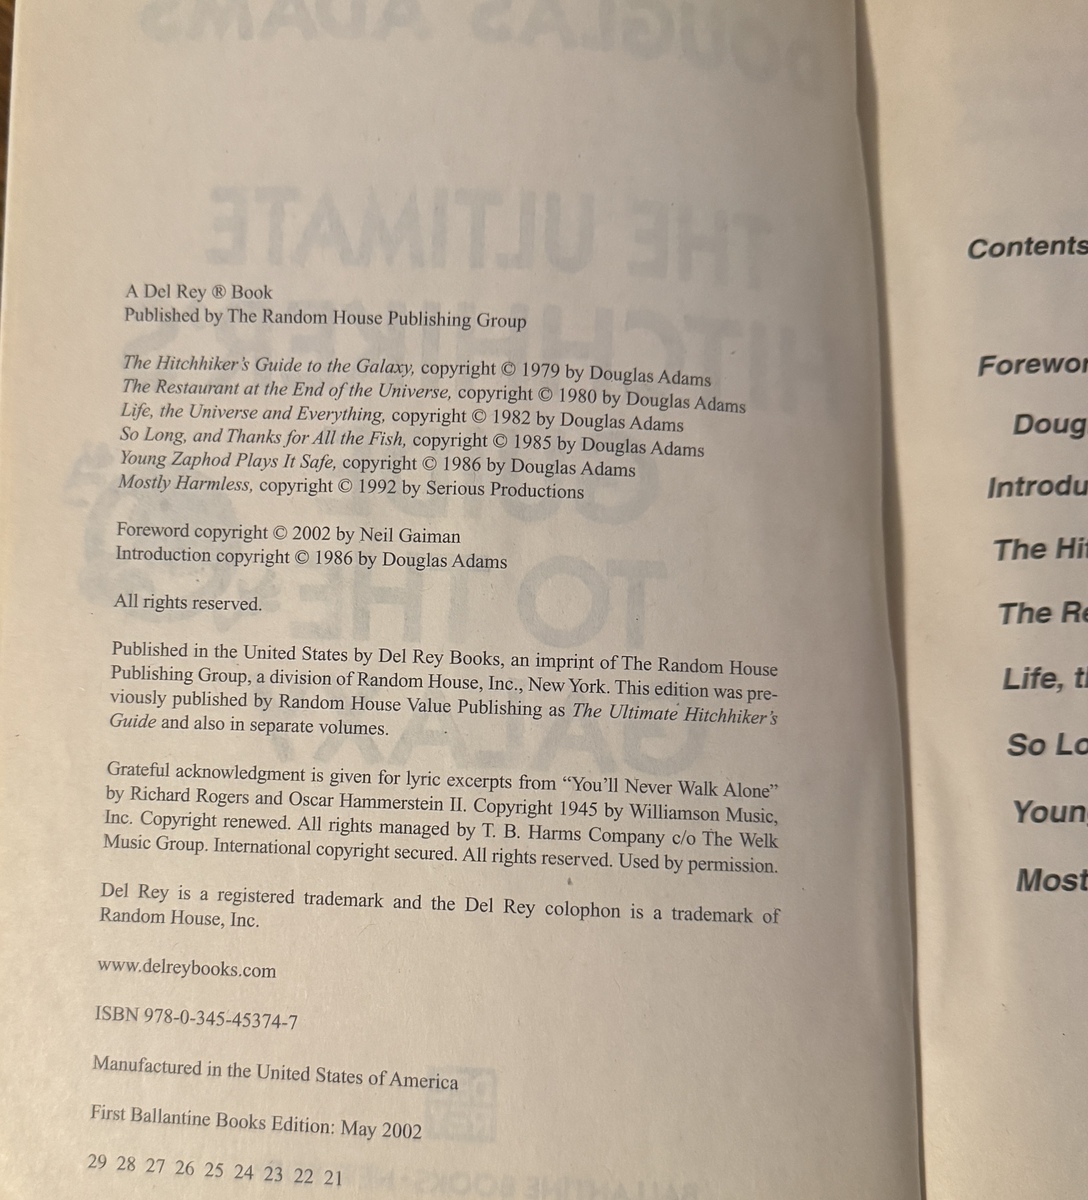 A Del Rey ® Book
Published by The Random House Publishing Group
The Hitchhiker's Guide to the Galaxy, copyright © 1979 by Douglas Adams
The Restaurant at the End of the Universe, copyright © 1980 by Douglas Adams
Life, the Universe and Everything, copyright © 1982 by Douglas Adams
So Long, and Thanks for All the Fish, copyright © 1985 by Douglas Adams
Young Zaphod Plays It Safe, copyright © 1986 by Douglas Adams
Mostly Harmless, copyright © 1992 by Serious Productions
Foreword copyright © 2002 by Neil Gaiman
Introduction copyright © 1986 by Douglas Adams
All rights reserved.
Published in the United States by Del Rey Books, an imprint of The Random House
Publishing Group, a division of Random House, Inc., New York. This edition was pre-
viously published by Random House Value Publishing as The Ultimate Hitchhiker's
Guide and also in separate volumes.
Grateful acknowledgment is given for lyric excerpts from “You'll Never Walk Alone”
by Richard Rogers and Oscar Hammerstein II. Copyright 1945 by Williamson Music,
Inc. Copyright renewed. All rights managed by T. B. Harms Company c/o The Welk
Music Group. International copyright secured. All rights reserved. Used by permission.
Del Rey is a registered trademark and the Del Rey colophon is a trademark of
Random House, Inc.
www.delreybooks.com
ISBN 978-0-345-45374-7
Manufactured in the United States of America
First Ballantine Books Edition: May 2002
29 28 27 26 25 24 23 22 21
Contents
Forewor
Doug
Introdu
The Hit
The Re
Life, t
So Lo
Youn
Most